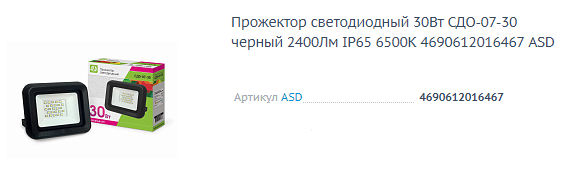 Прожектор светодиодный 30Вт СДО-07-30
черный 2400Лм IP65 6500К 4690612016467 ASD
Артикул ASD 4690612016467
30Вт